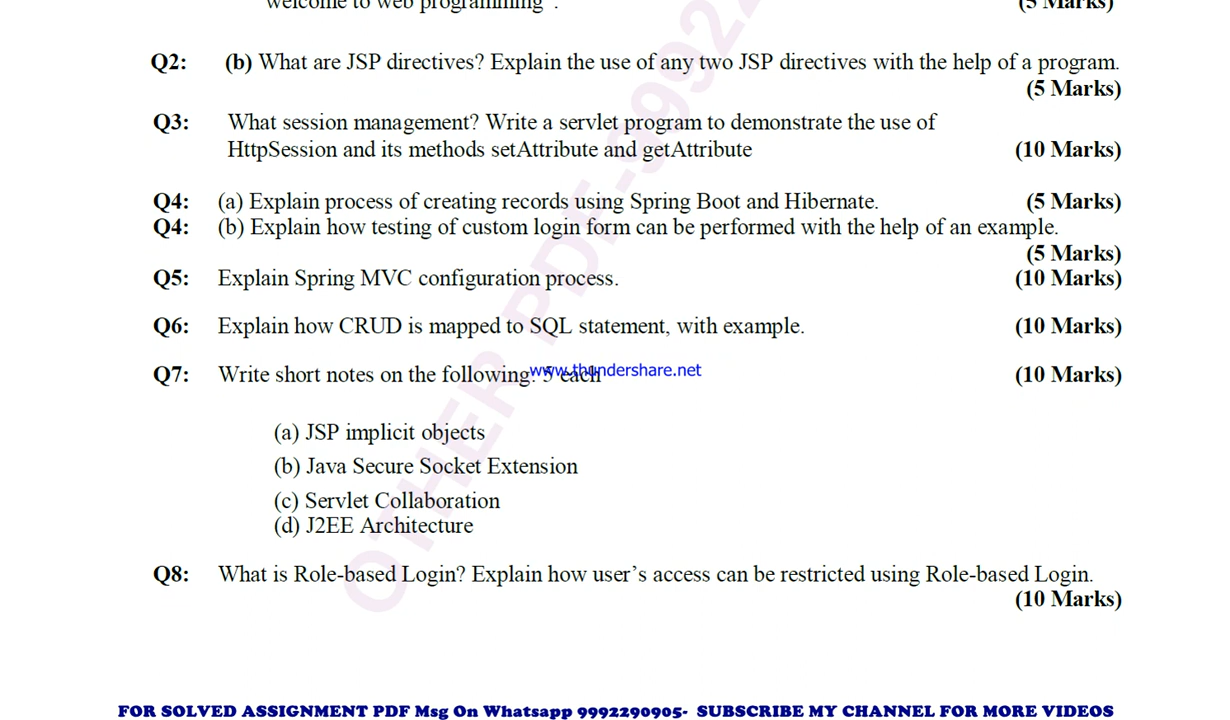 welcome to web programming".
(5 Marks)
Q2: (b) What are JSP directives? Explain the use of any two JSP directives with the help of a program.
(5 Marks)
Q3: What session management? Write a servlet program to demonstrate the use of
HttpSession and its methods setAttribute and getAttribute (10 Marks)
Q4: (a) Explain process of creating records using Spring Boot and Hibernate. (5 Marks)
Q4: (b) Explain how testing of custom login form can be performed with the help of an example.
(5 Marks)
Q5: Explain Spring MVC configuration process. (10 Marks)
Q6: Explain how CRUD is mapped to SQL statement, with example. (10 Marks)
Q7: Write short notes on the following: 5 each (10 Marks)
www.thundershare.net
(a) JSP implicit objects
(b) Java Secure Socket Extension
(c) Servlet Collaboration
(d) J2EE Architecture
Q8: What is Role-based Login? Explain how user's access can be restricted using Role-based Login.
(10 Marks)
OTHER PDF-9992
FOR SOLVED ASSIGNMENT PDF Msg On Whatsapp 9992290905- SUBSCRIBE MY CHANNEL FOR MORE VIDEOS